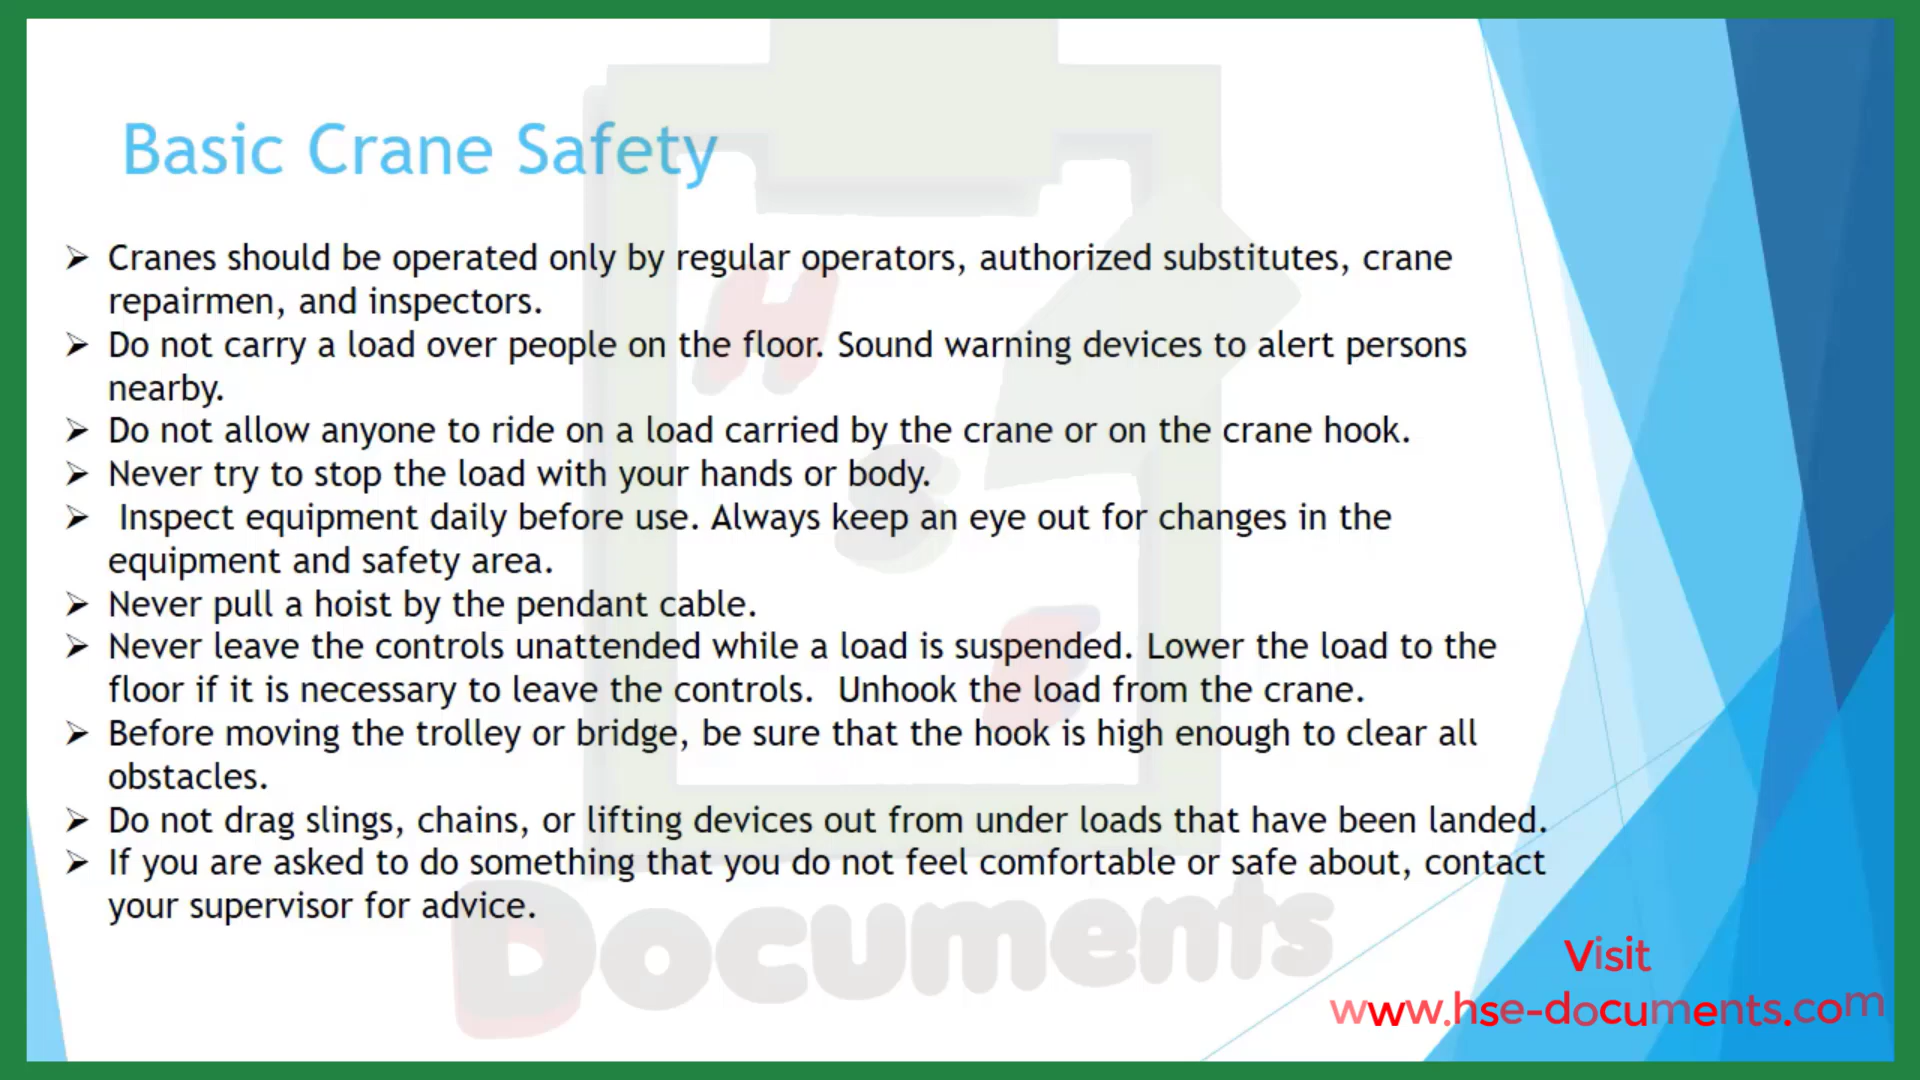 Basic Crane Safety
➢ Cranes should be operated only by regular operators, authorized substitutes, crane
repairmen, and inspectors.
➢ Do not carry a load over people on the floor. Sound warning devices to alert persons
nearby.
➢ Do not allow anyone to ride on a load carried by the crane or on the crane hook.
➢ Never try to stop the load with your hands or body.
➢ Inspect equipment daily before use. Always keep an eye out for changes in the
equipment and safety area.
➢ Never pull a hoist by the pendant cable.
➢ Never leave the controls unattended while a load is suspended. Lower the load to the
floor if it is necessary to leave the controls.  Unhook the load from the crane.
➢ Before moving the trolley or bridge, be sure that the hook is high enough to clear all
obstacles.
➢ Do not drag slings, chains, or lifting devices out from under loads that have been landed.
➢ If you are asked to do something that you do not feel comfortable or safe about, contact
your supervisor for advice.
H
S
E
Documents
Visit
www.hse-documents.com